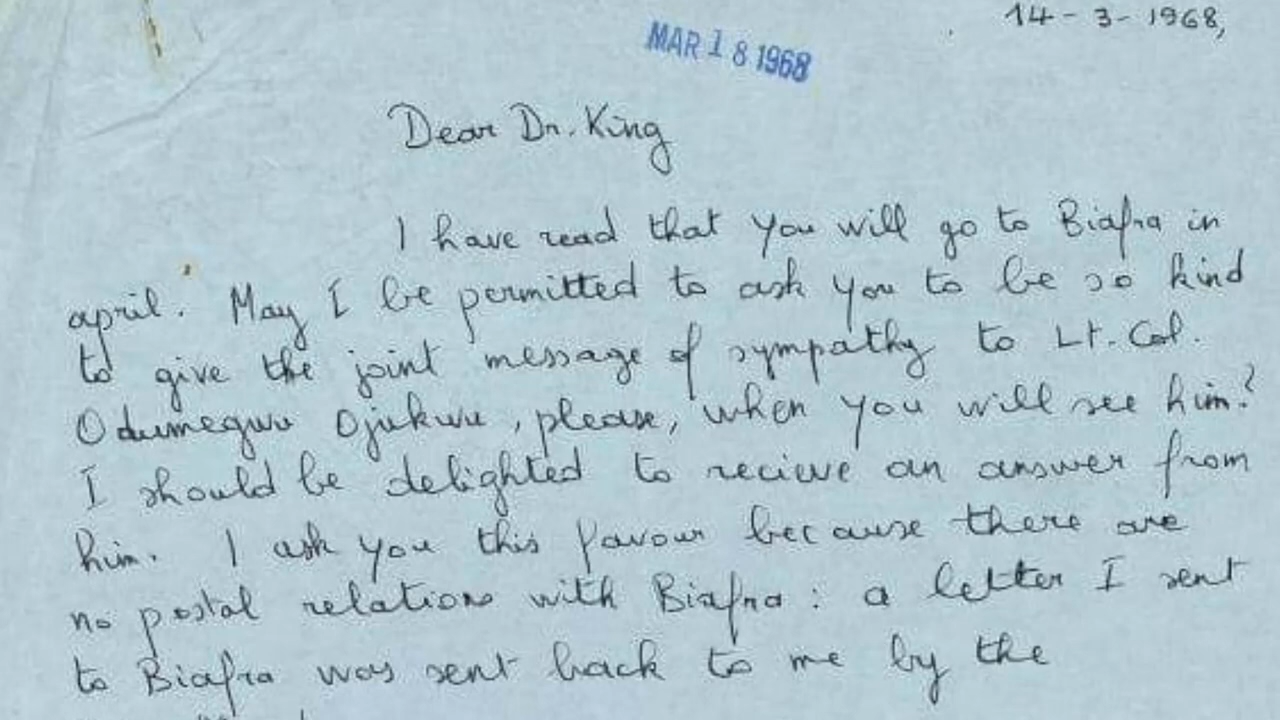 14-3-1968,
MAR 18 1968
Dear Dr. King
I have read that you will go to Biafra in
april. May I be permitted to ask you to be so kind
to give the joint message of sympathy to Lt. Col.
Odumegwu Ojukwu, please, when you will see him?
I should be delighted to recieve an answer from
him. I ask you this favour because there are
no postal relations with Biafra: a letter I sent
to Biafra was sent back to me by the